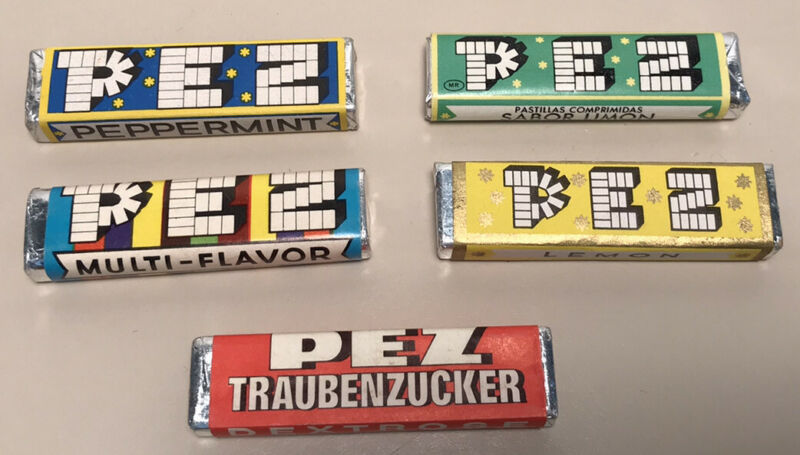 PEZ
PEPPERMINT
PEZ
MR
PASTILLAS COMPRIMIDAS
SABOR LIMON
PEZ
MULTI-FLAVOR
PEZ
LEMON
PEZ
TRAUBENZUCKER
DEXTROSE